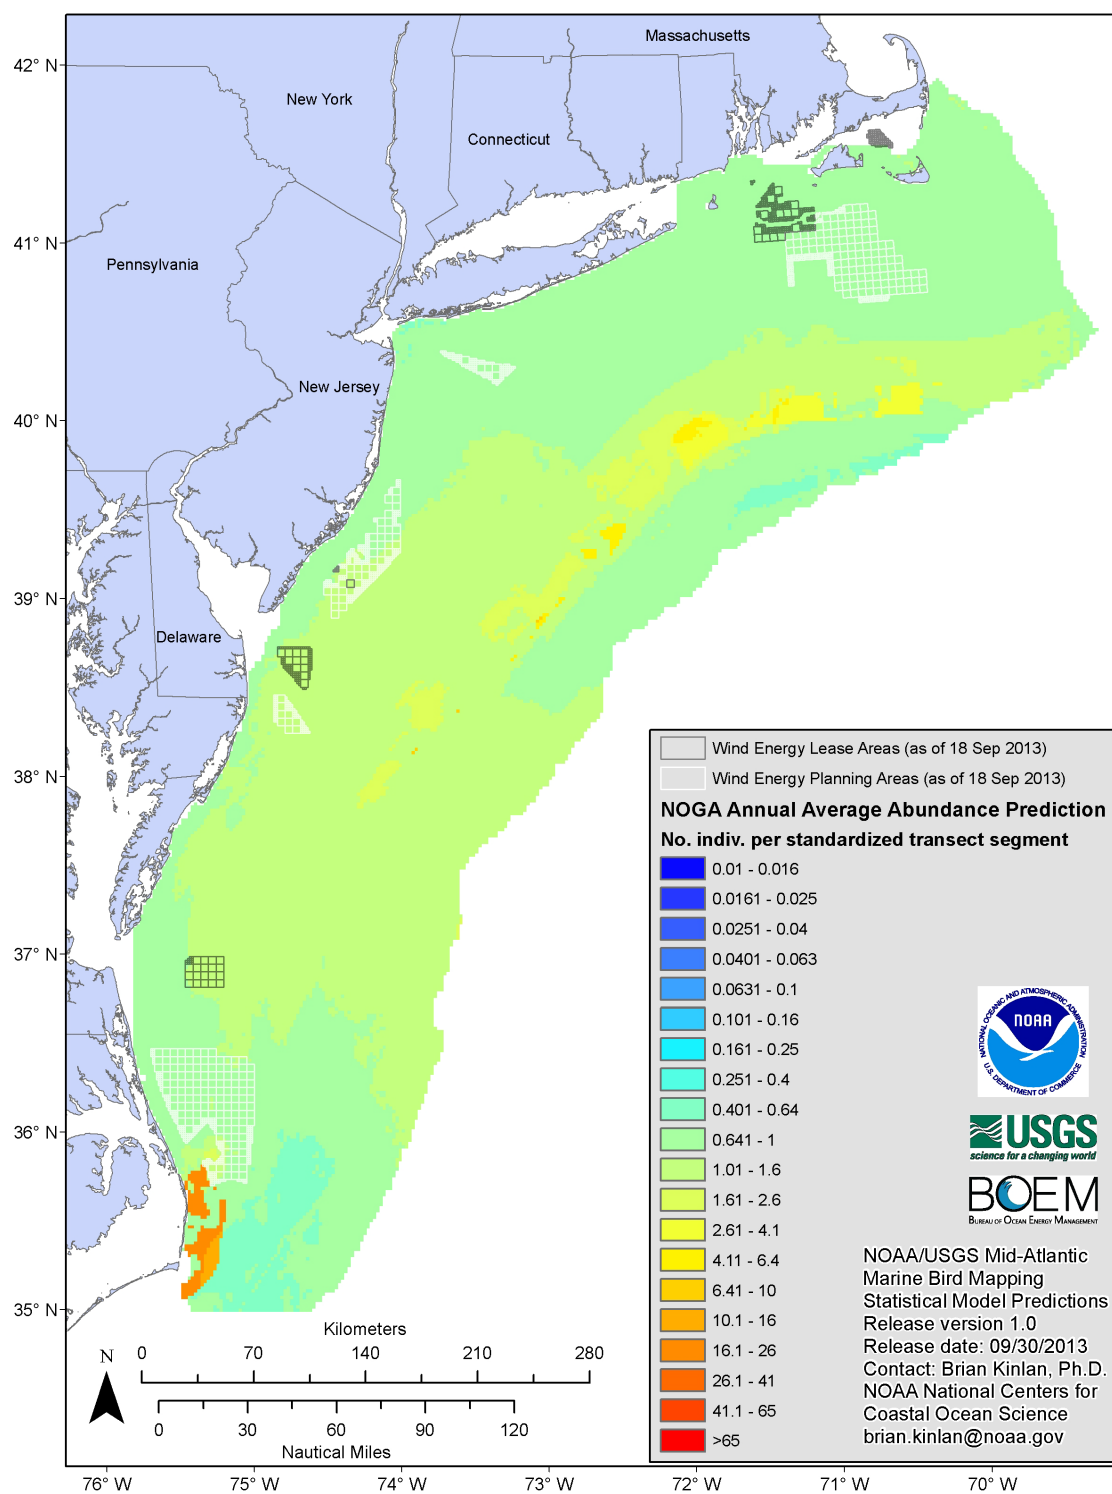 Massachusetts
42° N
New York
Connecticut
41° N
Pennsylvania
New Jersey
40° N
39° N
Delaware
38° N
37° N
36° N
35° N
Wind Energy Lease Areas (as of 18 Sep 2013)
Wind Energy Planning Areas (as of 18 Sep 2013)
NOGA Annual Average Abundance Prediction
No. indiv. per standardized transect segment
0.01 - 0.016
0.0161 - 0.025
0.0251 - 0.04
0.0401 - 0.063
0.0631 - 0.1
0.101 - 0.16
0.161 - 0.25
0.251 - 0.4
0.401 - 0.64
0.641 - 1
1.01 - 1.6
1.61 - 2.6
2.61 - 4.1
4.11 - 6.4
6.41 - 10
10.1 - 16
16.1 - 26
26.1 - 41
41.1 - 65
>65
NATIONAL OCEANIC AND ATMOSPHERIC ADMINISTRATION
NOAA
U.S. DEPARTMENT OF COMMERCE
USGS
science for a changing world
BOEM
BUREAU OF OCEAN ENERGY MANAGEMENT
NOAA/USGS Mid-Atlantic
Marine Bird Mapping
Statistical Model Predictions
Release version 1.0
Release date: 09/30/2013
Contact: Brian Kinlan, Ph.D.
NOAA National Centers for
Coastal Ocean Science
brian.kinlan@noaa.gov
Kilometers
N
0 70 140 210 280
0 30 60 90 120
Nautical Miles
76° W 75° W 74° W 73° W 72° W 71° W 70° W